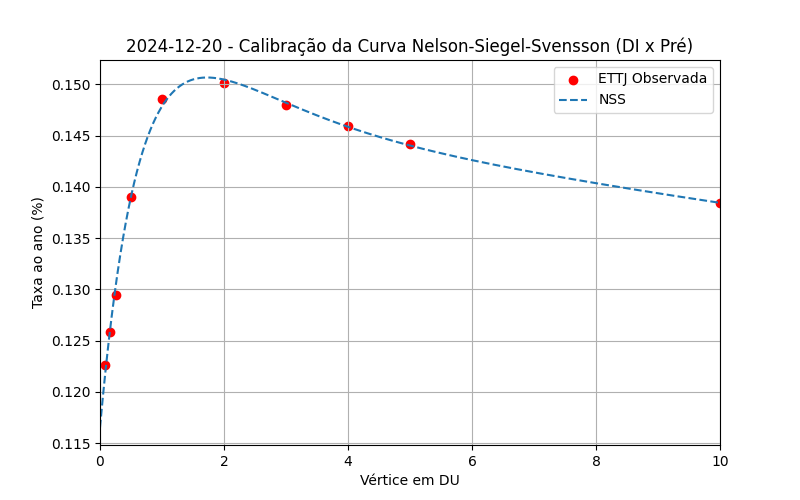 2024-12-20 - Calibração da Curva Nelson-Siegel-Svensson (DI x Pré)
ETTJ Observada
NSS
Taxa ao ano (%)
0.150
0.145
0.140
0.135
0.130
0.125
0.120
0.115
0 2 4 6 8 10
Vértice em DU